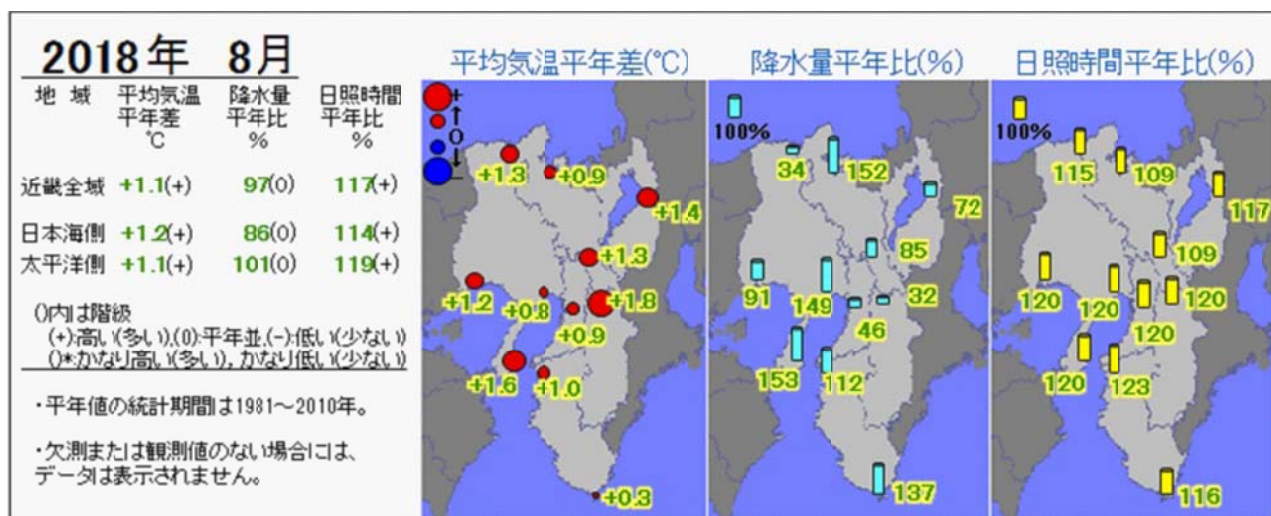 2018年 8月
地域 平均気温 降水量 日照時間
平年差 平年比 平年比
℃ % %
近畿全域 +1.1(+) 97(0) 117(+)
日本海側 +1.2(+) 86(0) 114(+)
太平洋側 +1.1(+) 101(0) 119(+)
()内は階級
(+):高い(多い),(0):平年並,(-):低い(少ない)
()*:かなり高い(多い), かなり低い(少ない)
・平年値の統計期間は1981～2010年。
・欠測または観測値のない場合には、
データは表示されません。
平均気温平年差(℃)
+
↑
0
↓
-
+1.3
+0.9
+1.4
+1.3
+1.2
+0.8
+1.8
+0.9
+1.6
+1.0
+0.3
降水量平年比(%)
100%
34
152
72
85
91
149
32
46
153
112
137
日照時間平年比(%)
100%
115
109
117
109
120
120
120
120
120
123
116